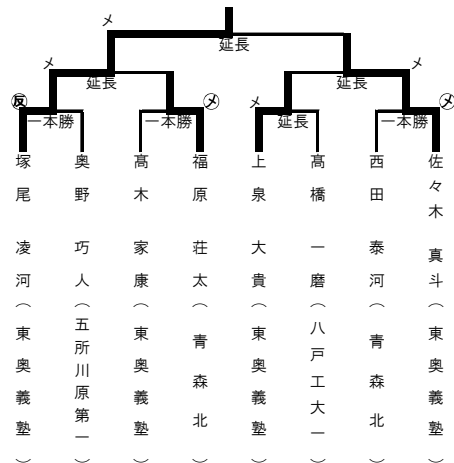 メ
延長
メ
延長
メ
延長
反
一本勝
メ
一本勝
メ
延長
メ
一本勝
塚尾 凌河（東奥義塾）
奥野 巧人（五所川原第一）
髙木 家康（東奥義塾）
福原 荘太（青森北）
上泉 大貴（東奥義塾）
髙橋 一磨（八戸工大一）
西田 泰河（青森北）
佐々木 真斗（東奥義塾）